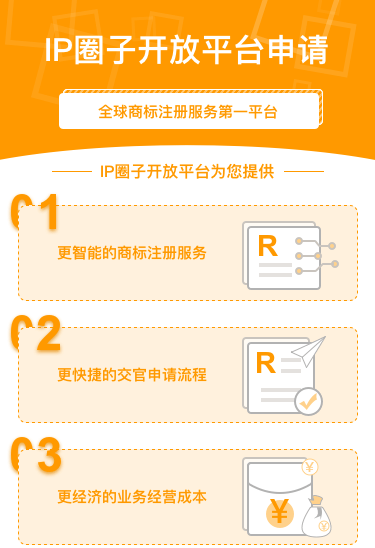 IP圈子开放平台申请
全球商标注册服务第一平台
IP圈子开放平台为您提供
01
更智能的商标注册服务
R
02
更快捷的交官申请流程
R
03
更经济的业务经营成本
¥
¥
¥